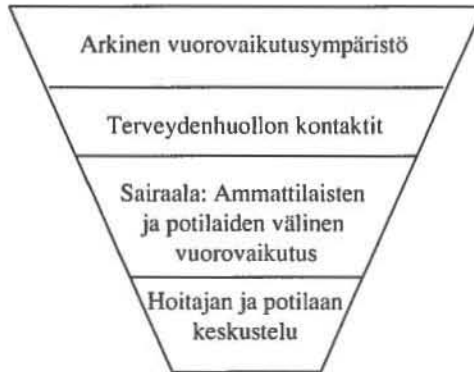 Arkinen vuorovaikutusympäristö
Terveydenhuollon kontaktit
Sairaala: Ammattilaisten
ja potilaiden välinen
vuorovaikutus
Hoitajan ja potilaan
keskustelu